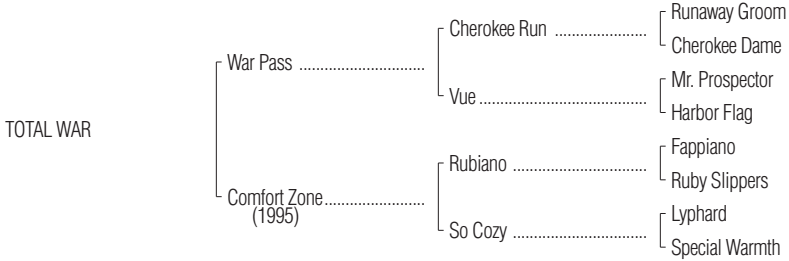 Runaway Groom
Cherokee Run ......................
Cherokee Dame
War Pass ..............................
Mr. Prospector
Vue ........................................
Harbor Flag
TOTAL WAR
Fappiano
Rubiano ................................
Ruby Slippers
Comfort Zone ........................
(1995)
Lyphard
So Cozy ................................
Special Warmth